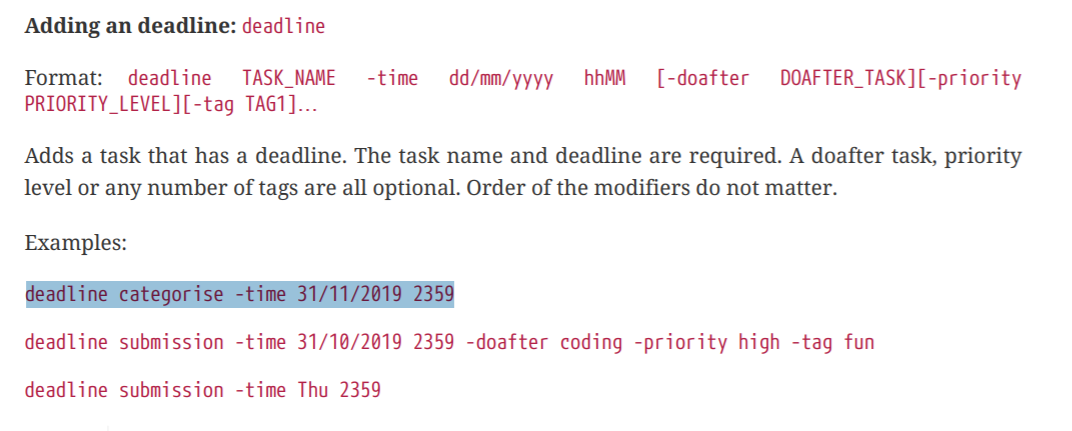 Adding an deadline: deadline
Format: deadline TASK_NAME -time dd/mm/yyyy hhMM [-doafter DOAFTER_TASK][-priority
PRIORITY_LEVEL][-tag TAG1]...
Adds a task that has a deadline. The task name and deadline are required. A doafter task, priority
level or any number of tags are all optional. Order of the modifiers do not matter.
Examples:
deadline categorise -time 31/11/2019 2359
deadline submission -time 31/10/2019 2359 -doafter coding -priority high -tag fun
deadline submission -time Thu 2359